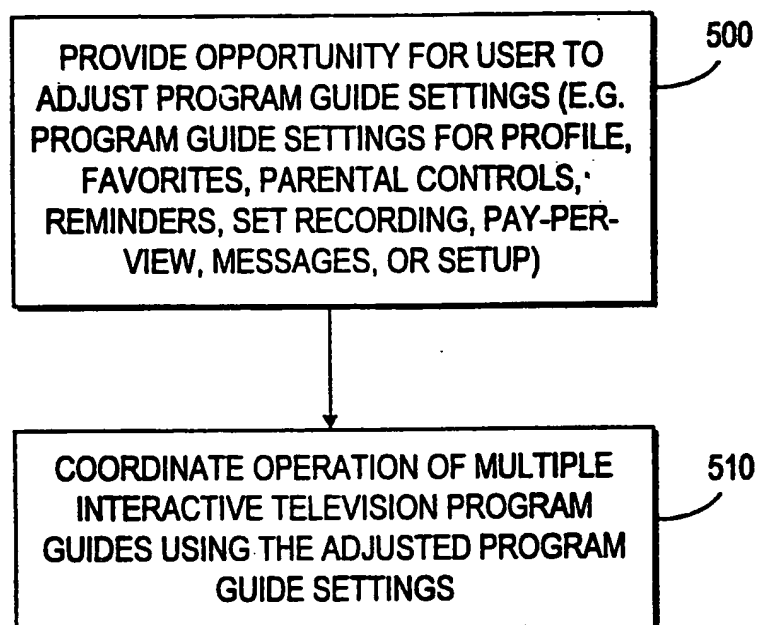 500
PROVIDE OPPORTUNITY FOR USER TO
ADJUST PROGRAM GUIDE SETTINGS (E.G.
PROGRAM GUIDE SETTINGS FOR PROFILE,
FAVORITES, PARENTAL CONTROLS,
REMINDERS, SET RECORDING, PAY-PER-
VIEW, MESSAGES, OR SETUP)
510
COORDINATE OPERATION OF MULTIPLE
INTERACTIVE TELEVISION PROGRAM
GUIDES USING THE ADJUSTED PROGRAM
GUIDE SETTINGS